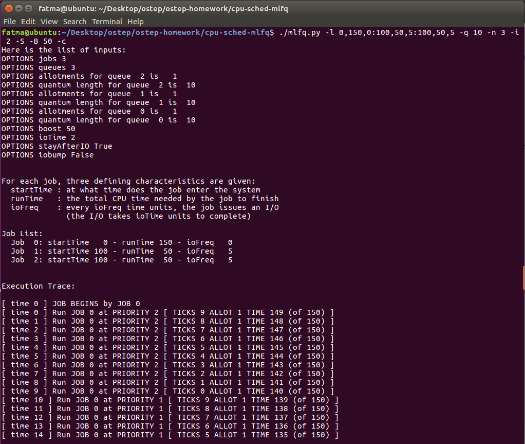 fatma@ubuntu: ~/Desktop/ostep/ostep-homework/cpu-sched-mlfq
File Edit View Search Terminal Help
fatma@ubuntu:~/Desktop/ostep/ostep-homework/cpu-sched-mlfq$ ./mlfq.py -l 0,150,0:100,50,5:100,50,5 -q 10 -n 3 -i
2 -S -B 50 -c
Here is the list of inputs:
OPTIONS jobs 3
OPTIONS queues 3
OPTIONS allotments for queue  2 is   1
OPTIONS quantum length for queue  2 is  10
OPTIONS allotments for queue  1 is   1
OPTIONS quantum length for queue  1 is  10
OPTIONS allotments for queue  0 is   1
OPTIONS quantum length for queue  0 is  10
OPTIONS boost 50
OPTIONS ioTime 2
OPTIONS stayAfterIO True
OPTIONS iobump False
For each job, three defining characteristics are given:
startTime : at what time does the job enter the system
runTime   : the total CPU time needed by the job to finish
ioFreq    : every ioFreq time units, the job issues an I/O
(the I/O takes ioTime units to complete)
Job List:
Job  0: startTime   0 - runTime 150 - ioFreq   0
Job  1: startTime 100 - runTime  50 - ioFreq   5
Job  2: startTime 100 - runTime  50 - ioFreq   5
Execution Trace:
[ time 0 ] JOB BEGINS by JOB 0
[ time 0 ] Run JOB 0 at PRIORITY 2 [ TICKS 9 ALLOT 1 TIME 149 (of 150) ]
[ time 1 ] Run JOB 0 at PRIORITY 2 [ TICKS 8 ALLOT 1 TIME 148 (of 150) ]
[ time 2 ] Run JOB 0 at PRIORITY 2 [ TICKS 7 ALLOT 1 TIME 147 (of 150) ]
[ time 3 ] Run JOB 0 at PRIORITY 2 [ TICKS 6 ALLOT 1 TIME 146 (of 150) ]
[ time 4 ] Run JOB 0 at PRIORITY 2 [ TICKS 5 ALLOT 1 TIME 145 (of 150) ]
[ time 5 ] Run JOB 0 at PRIORITY 2 [ TICKS 4 ALLOT 1 TIME 144 (of 150) ]
[ time 6 ] Run JOB 0 at PRIORITY 2 [ TICKS 3 ALLOT 1 TIME 143 (of 150) ]
[ time 7 ] Run JOB 0 at PRIORITY 2 [ TICKS 2 ALLOT 1 TIME 142 (of 150) ]
[ time 8 ] Run JOB 0 at PRIORITY 2 [ TICKS 1 ALLOT 1 TIME 141 (of 150) ]
[ time 9 ] Run JOB 0 at PRIORITY 2 [ TICKS 0 ALLOT 1 TIME 140 (of 150) ]
[ time 10 ] Run JOB 0 at PRIORITY 1 [ TICKS 9 ALLOT 1 TIME 139 (of 150) ]
[ time 11 ] Run JOB 0 at PRIORITY 1 [ TICKS 8 ALLOT 1 TIME 138 (of 150) ]
[ time 12 ] Run JOB 0 at PRIORITY 1 [ TICKS 7 ALLOT 1 TIME 137 (of 150) ]
[ time 13 ] Run JOB 0 at PRIORITY 1 [ TICKS 6 ALLOT 1 TIME 136 (of 150) ]
[ time 14 ] Run JOB 0 at PRIORITY 1 [ TICKS 5 ALLOT 1 TIME 135 (of 150) ]